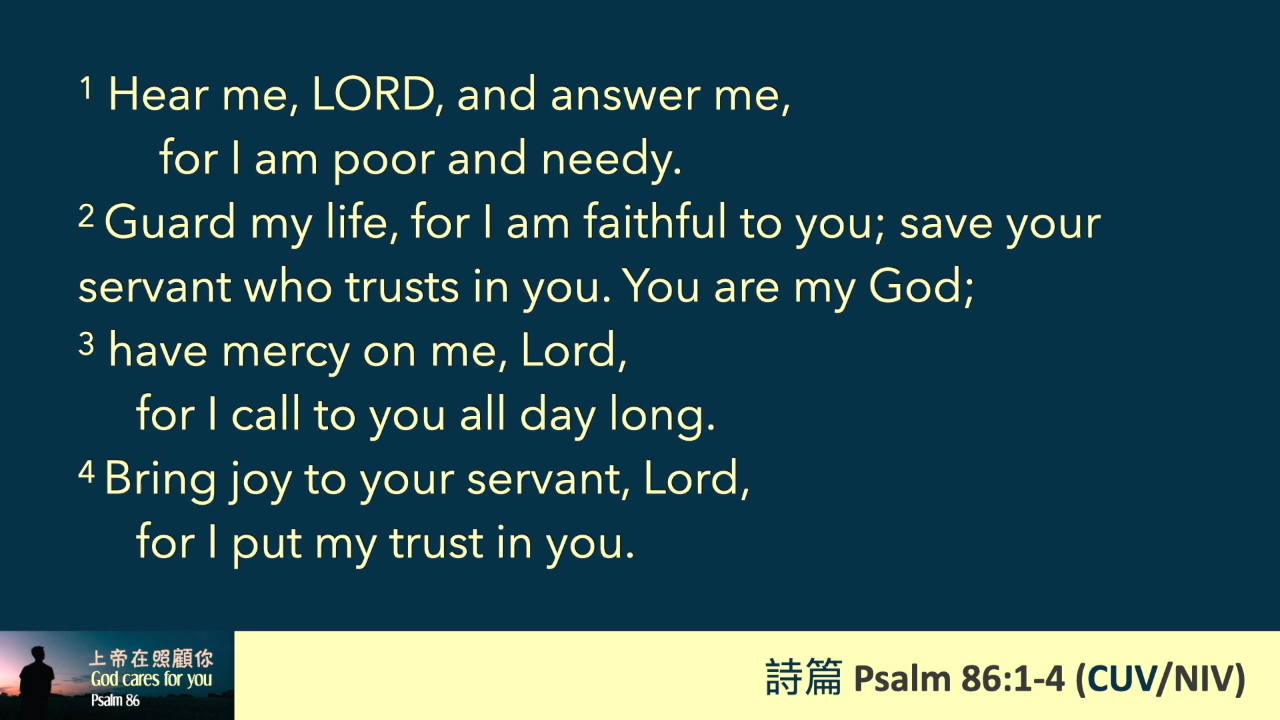 1 Hear me, LORD, and answer me,
for I am poor and needy.
2 Guard my life, for I am faithful to you; save your
servant who trusts in you. You are my God;
3 have mercy on me, Lord,
for I call to you all day long.
4 Bring joy to your servant, Lord,
for I put my trust in you.
上帝在照顧你
God cares for you
Psalm 86
詩篇 Psalm 86:1-4 (CUV/NIV)